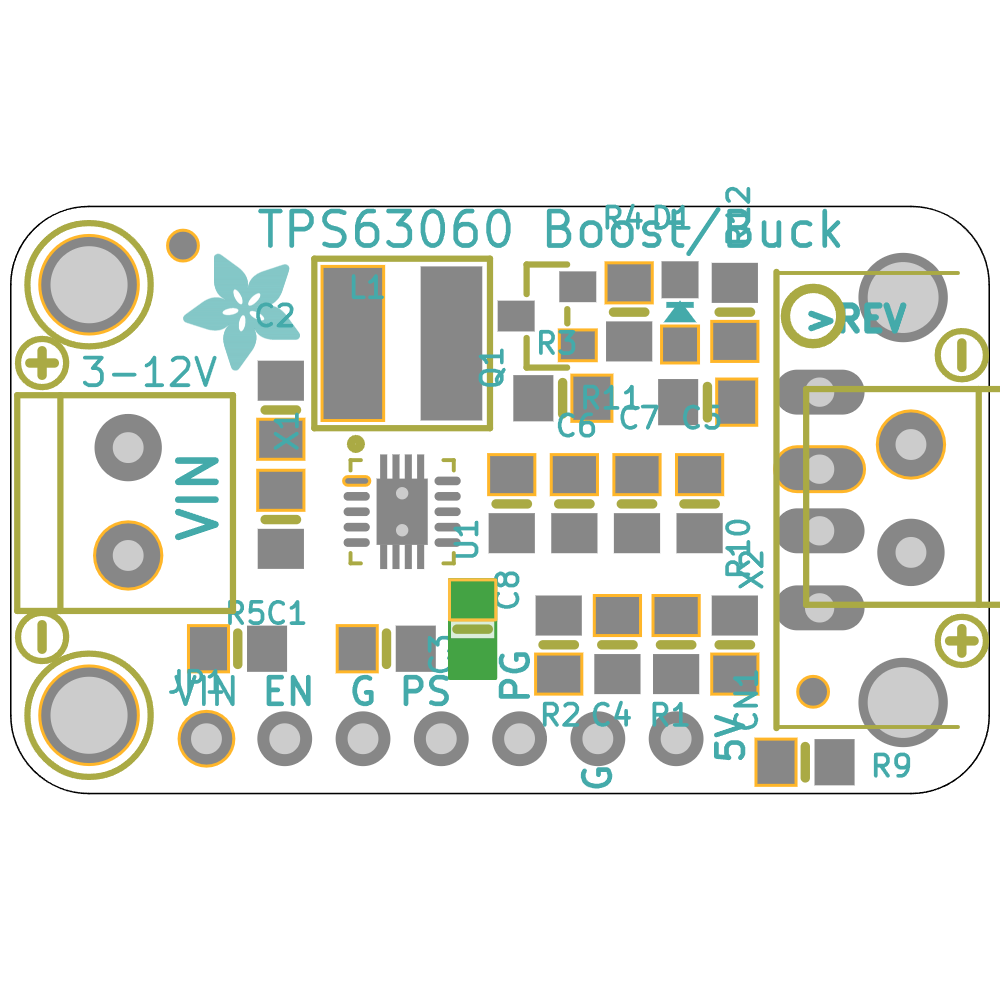 TPS63060 Boost/Buck
R4 D1
C2
L1
>REV
R3
3-12V
Q1
R11
C6
C7
C5
X1
VIN
U1
R10
X2
C8
R5 C1
C3
JP1
VIN
EN
G
PS
PG
R2
C4
R1
CN1
5V
G
R9